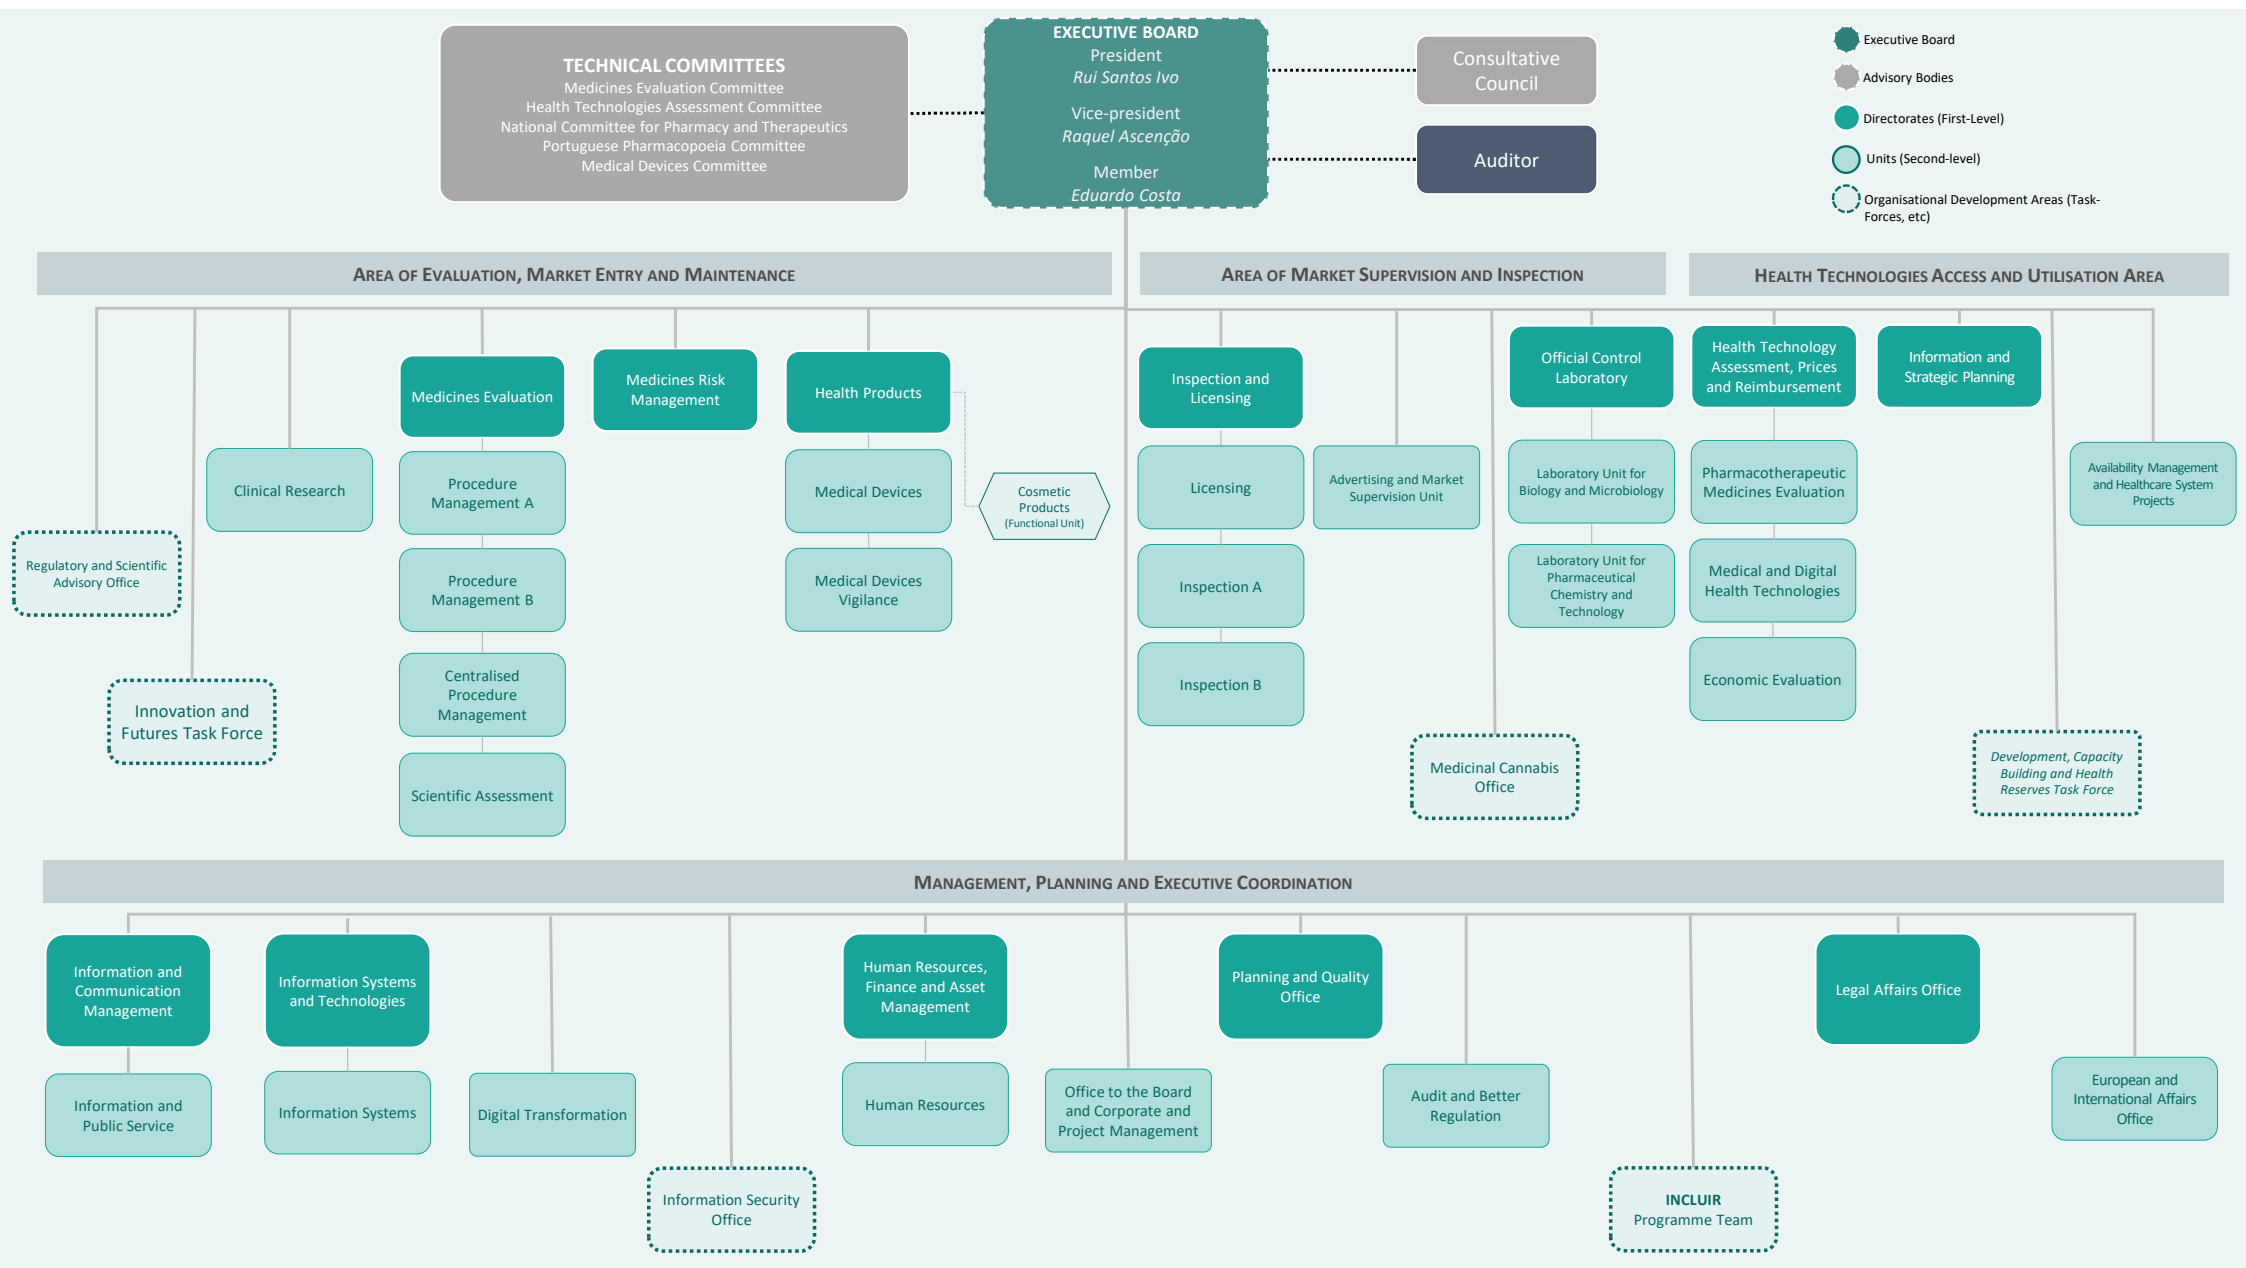 TECHNICAL COMMITTEES
Medicines Evaluation Committee
Health Technologies Assessment Committee
National Committee for Pharmacy and Therapeutics
Portuguese Pharmacopoeia Committee
Medical Devices Committee
EXECUTIVE BOARD
President
Rui Santos Ivo
Vice-president
Raquel Ascenção
Member
Eduardo Costa
Consultative
Council
Auditor
Executive Board
Advisory Bodies
Directorates (First-Level)
Units (Second-level)
Organisational Development Areas (Task-
Forces, etc)
AREA OF EVALUATION, MARKET ENTRY AND MAINTENANCE
AREA OF MARKET SUPERVISION AND INSPECTION
HEALTH TECHNOLOGIES ACCESS AND UTILISATION AREA
Regulatory and Scientific
Advisory Office
Innovation and
Futures Task Force
Clinical Research
Medicines Evaluation
Procedure
Management A
Procedure
Management B
Centralised
Procedure
Management
Scientific Assessment
Medicines Risk
Management
Health Products
Medical Devices
Medical Devices
Vigilance
Cosmetic
Products
(Functional Unit)
Inspection and
Licensing
Licensing
Inspection A
Inspection B
Advertising and Market
Supervision Unit
Medicinal Cannabis
Office
Official Control
Laboratory
Laboratory Unit for
Biology and Microbiology
Laboratory Unit for
Pharmaceutical
Chemistry and
Technology
Health Technology
Assessment, Prices
and Reimbursement
Pharmacotherapeutic
Medicines Evaluation
Medical and Digital
Health Technologies
Economic Evaluation
Information and
Strategic Planning
Development, Capacity
Building and Health
Reserves Task Force
Availability Management
and Healthcare System
Projects
MANAGEMENT, PLANNING AND EXECUTIVE COORDINATION
Information and
Communication
Management
Information and
Public Service
Information Systems
and Technologies
Information Systems
Digital Transformation
Information Security
Office
Human Resources,
Finance and Asset
Management
Human Resources
Office to the Board
and Corporate and
Project Management
Planning and Quality
Office
Audit and Better
Regulation
INCLUIR
Programme Team
Legal Affairs Office
European and
International Affairs
Office